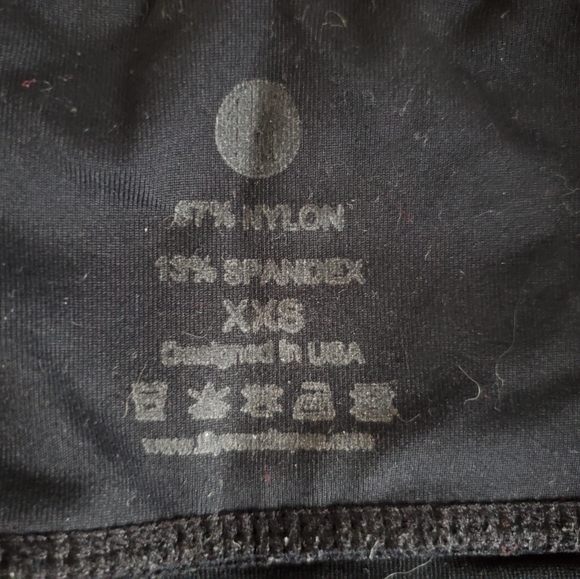 87% NYLON
13% SPANDEX
XXS
Designed in USA